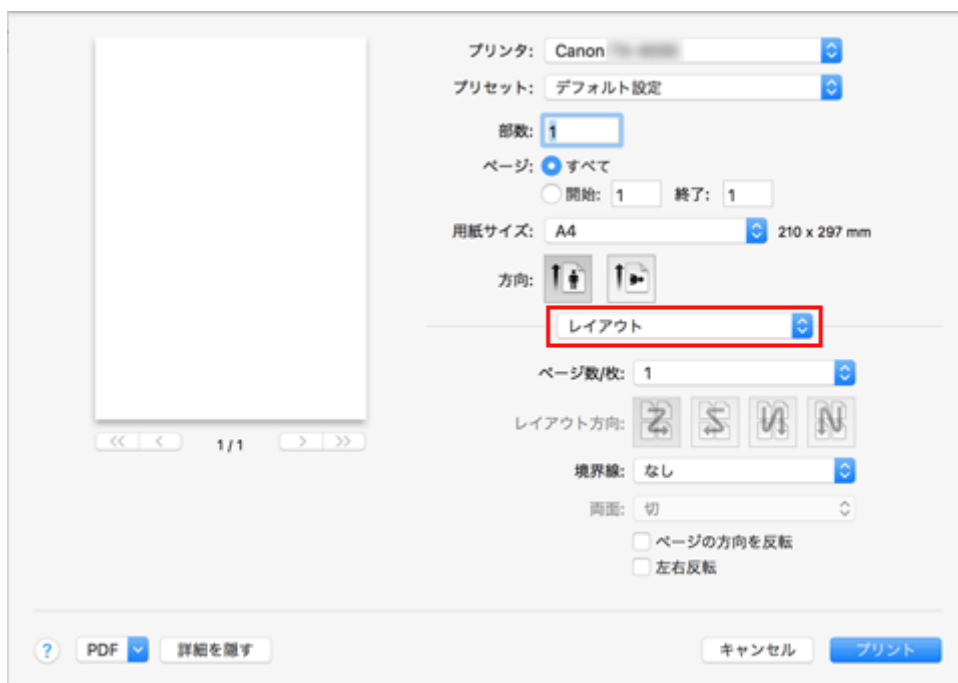 プリンタ: Canon
プリセット: デフォルト設定
部数: 1
ページ: すべて
開始: 1 終了: 1
用紙サイズ: A4 210 x 297 mm
方向:
レイアウト
ページ数/枚: 1
レイアウト方向:
<< < 1 / 1 > >>
境界線: なし
両面: 切
ページの方向を反転
左右反転
? PDF 詳細を隠す キャンセル プリント